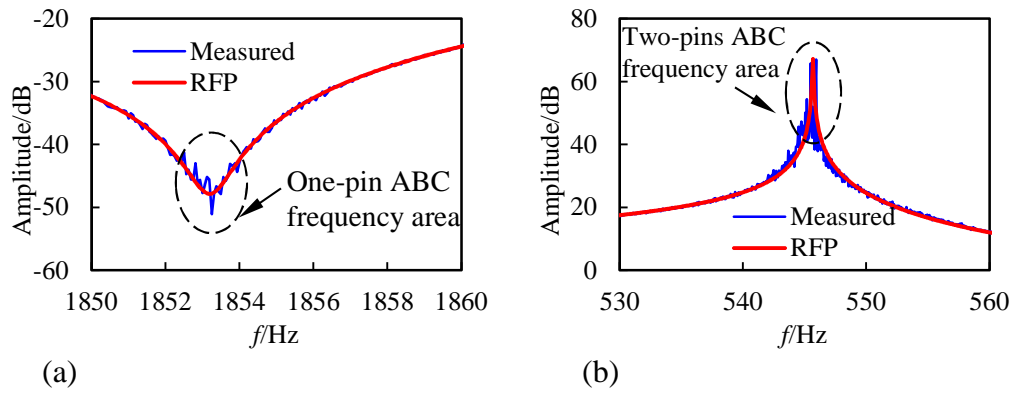 -20
-30
-40
-50
-60
Amplitude/dB
Measured
RFP
One-pin ABC
frequency area
1850 1852 1854 1856 1858 1860
f/Hz
(a)
80
60
40
20
0
Amplitude/dB
Two-pins ABC
frequency area
Measured
RFP
530 540 550 560
f/Hz
(b)